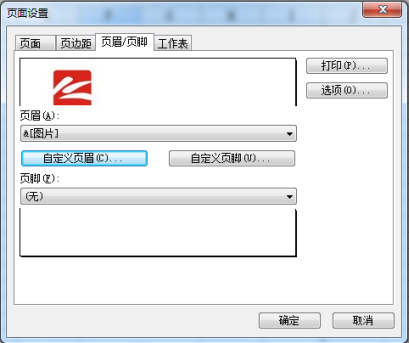 页面设置
页面 页边距 页眉/页脚 工作表
打印(P)...
选项(O)...
页眉(A):
&[图片]
自定义页眉(C)... 自定义页脚(U)...
页脚(F):
(无)
确定 取消